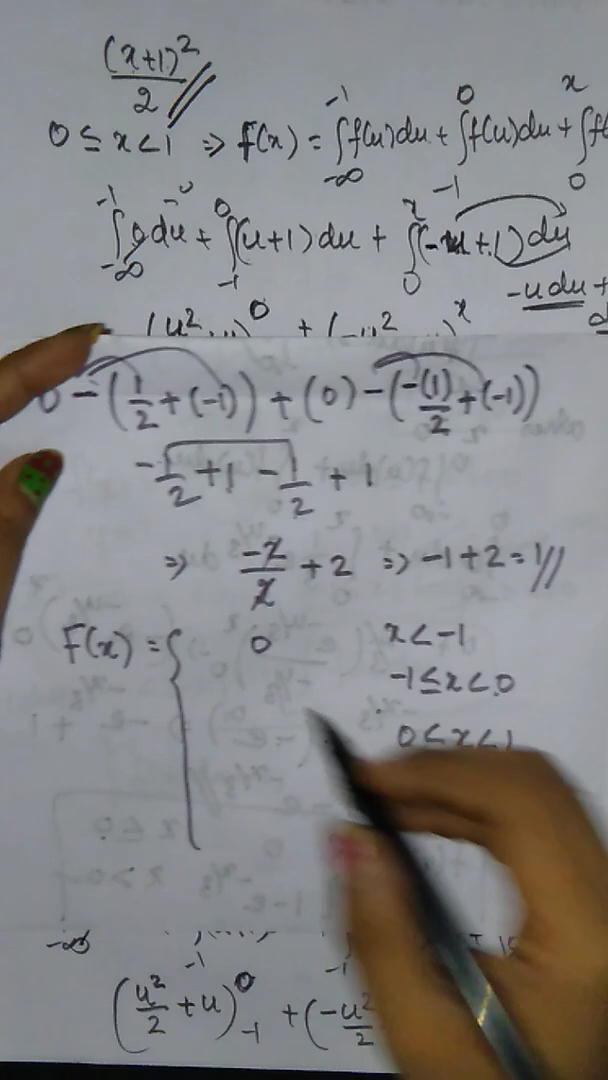 (x+1)²/2 //
0 ≤ x < 1 ⇒ F(x) = ∫_{-∞}^{-1} f(u)du + ∫_{-1}^{0} f(u)du + ∫_{0}^{x} f(
∫_{-∞}^{-1} 0 du + ∫_{-1}^{0} (u+1) du + ∫_{0}^{x} (-u+1) du
-u du +
0 - (1/2 + (-1)) + (0) - (-(1)/2 + (-1))
-1/2 + 1 - 1/2 + 1
⇒ -2/2 + 2 ⇒ -1+2 = 1//
F(x) = { 0 x < -1
-1 ≤ x < 0
0 ≤ x < 1
-∞
(u²/2 + u)_{-1}^{0} + (-u²/2